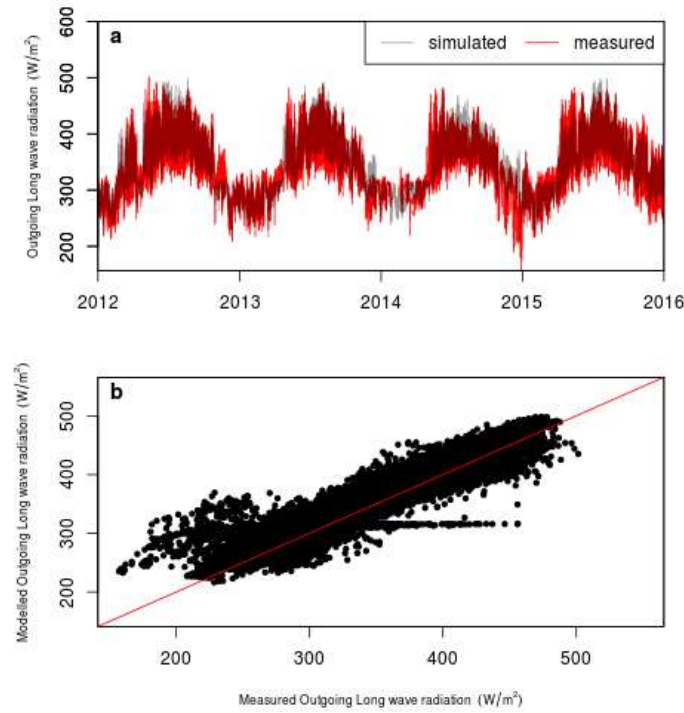 a
simulated measured
Outgoing Long wave radiation (W/m²)
600
500
400
300
200
2012 2013 2014 2015 2016
b
Modelled Outgoing Long wave radiation (W/m²)
500
400
300
200
200 300 400 500
Measured Outgoing Long wave radiation (W/m²)